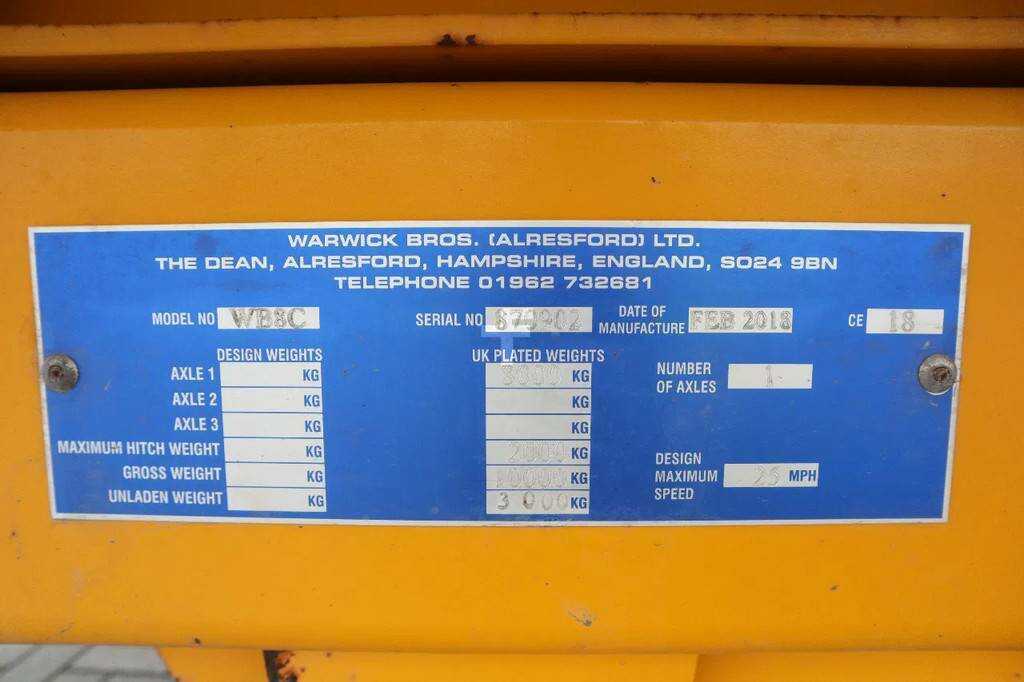 WARWICK BROS. (ALRESFORD) LTD.
THE DEAN, ALRESFORD, HAMPSHIRE, ENGLAND, SO24 9BN
TELEPHONE 01962 732681
MODEL NO WB8C SERIAL NO DATE OF MANUFACTURE FEB 2018 CE 18
DESIGN WEIGHTS UK PLATED WEIGHTS
AXLE 1 KG 8000 KG NUMBER OF AXLES 1
AXLE 2 KG KG
AXLE 3 KG KG
MAXIMUM HITCH WEIGHT KG 2000 KG
GROSS WEIGHT KG 10000 KG DESIGN MAXIMUM SPEED 25 MPH
UNLADEN WEIGHT KG 3000 KG